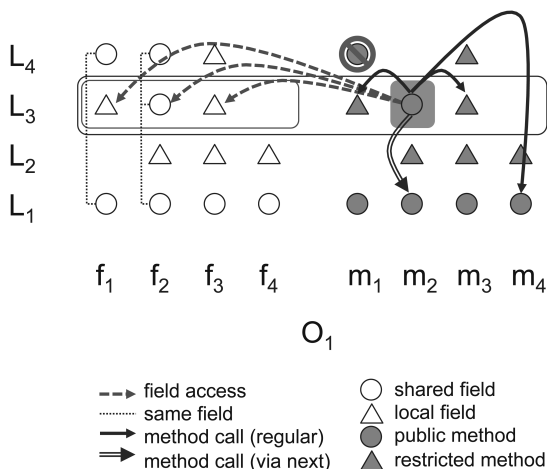 L4
L3
L2
L1
f1 f2 f3 f4 m1 m2 m3 m4
O1
field access
same field
method call (regular)
method call (via next)
shared field
local field
public method
restricted method